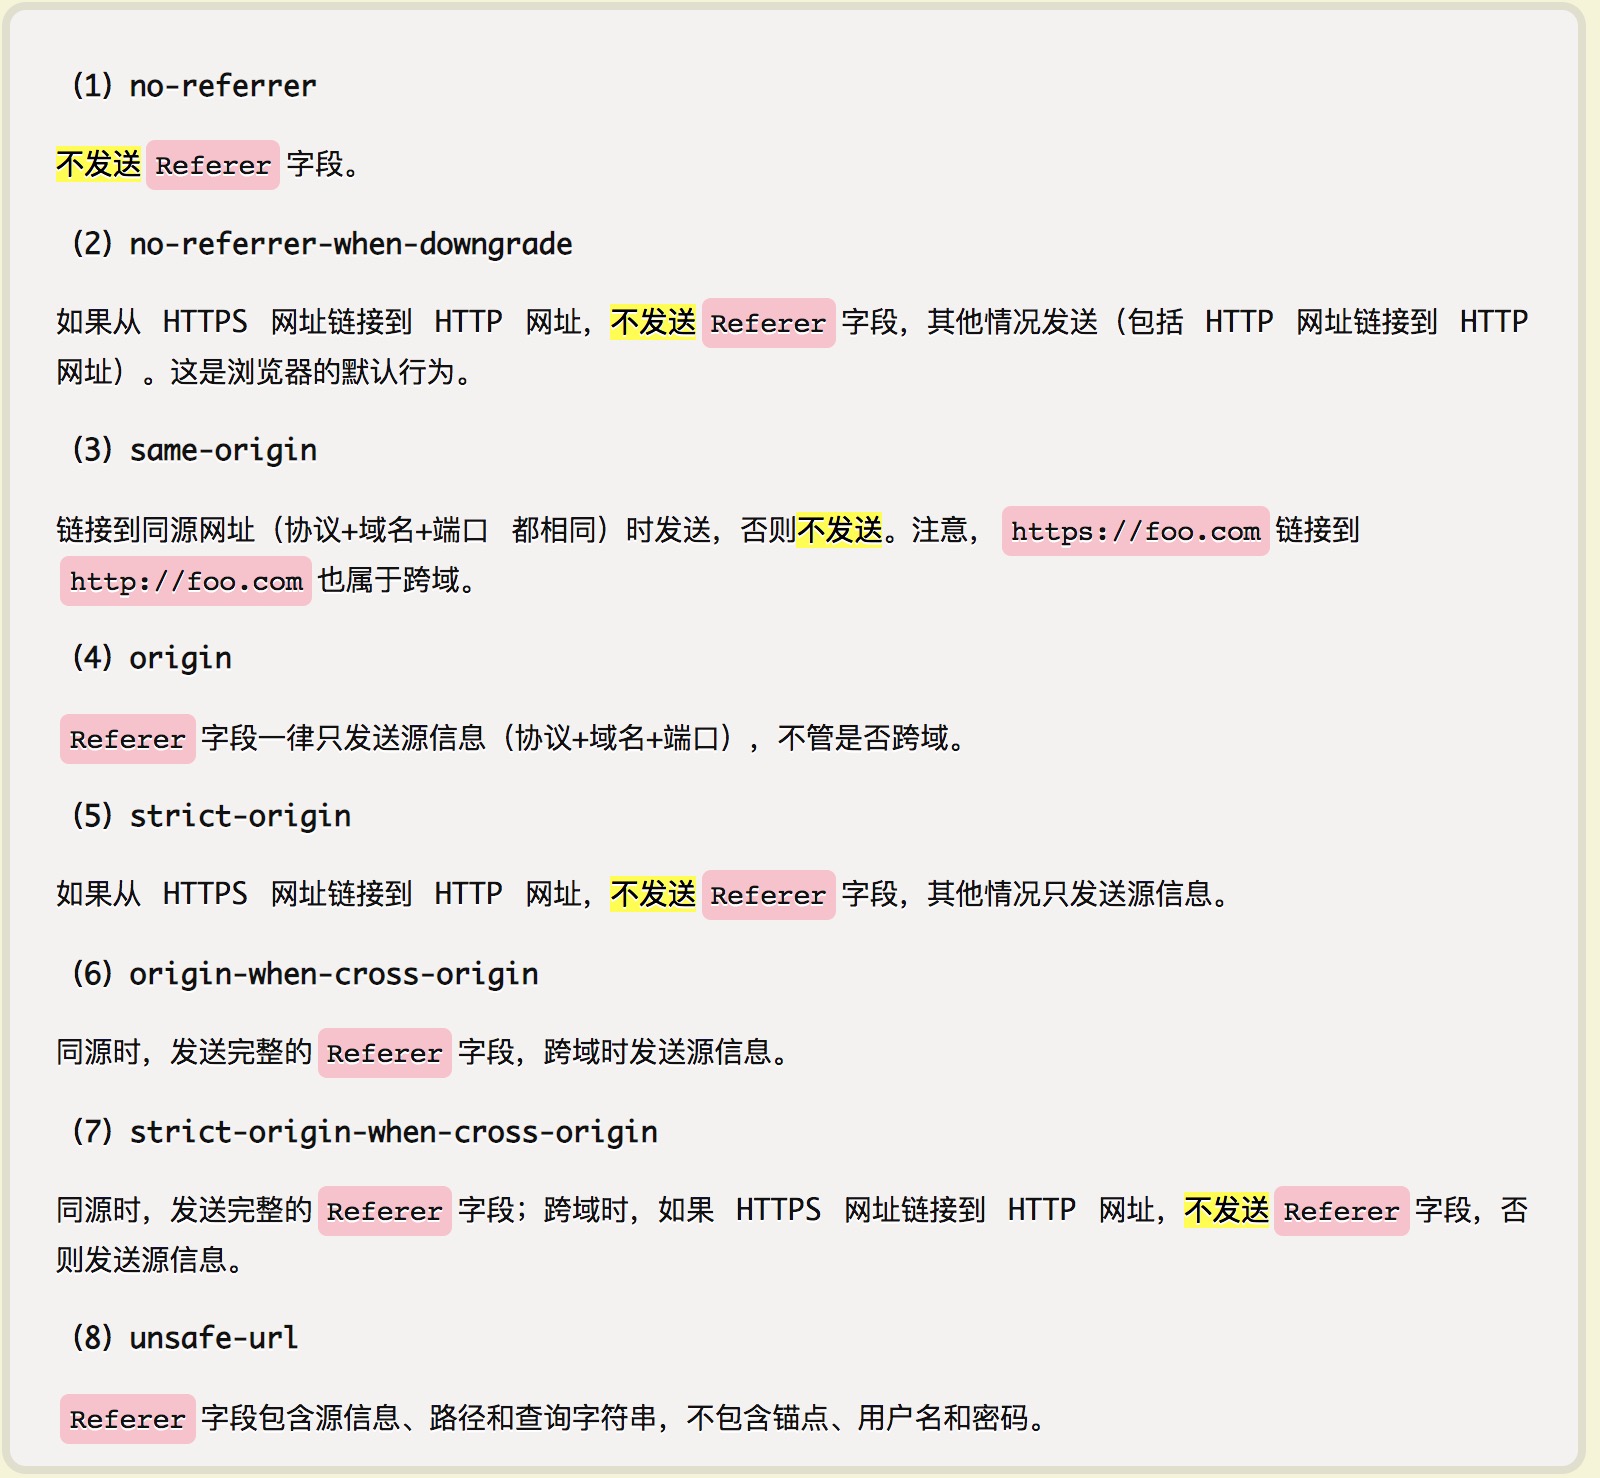 (1) no-referrer
不发送 Referer 字段。
(2) no-referrer-when-downgrade
如果从 HTTPS 网址链接到 HTTP 网址，不发送 Referer 字段，其他情况发送（包括 HTTP 网址链接到 HTTP
网址）。这是浏览器的默认行为。
(3) same-origin
链接到同源网址（协议+域名+端口 都相同）时发送，否则不发送。注意， https://foo.com 链接到
http://foo.com 也属于跨域。
(4) origin
Referer 字段一律只发送源信息（协议+域名+端口），不管是否跨域。
(5) strict-origin
如果从 HTTPS 网址链接到 HTTP 网址，不发送 Referer 字段，其他情况只发送源信息。
(6) origin-when-cross-origin
同源时，发送完整的 Referer 字段，跨域时发送源信息。
(7) strict-origin-when-cross-origin
同源时，发送完整的 Referer 字段；跨域时，如果 HTTPS 网址链接到 HTTP 网址，不发送 Referer 字段，否
则发送源信息。
(8) unsafe-url
Referer 字段包含源信息、路径和查询字符串，不包含锚点、用户名和密码。